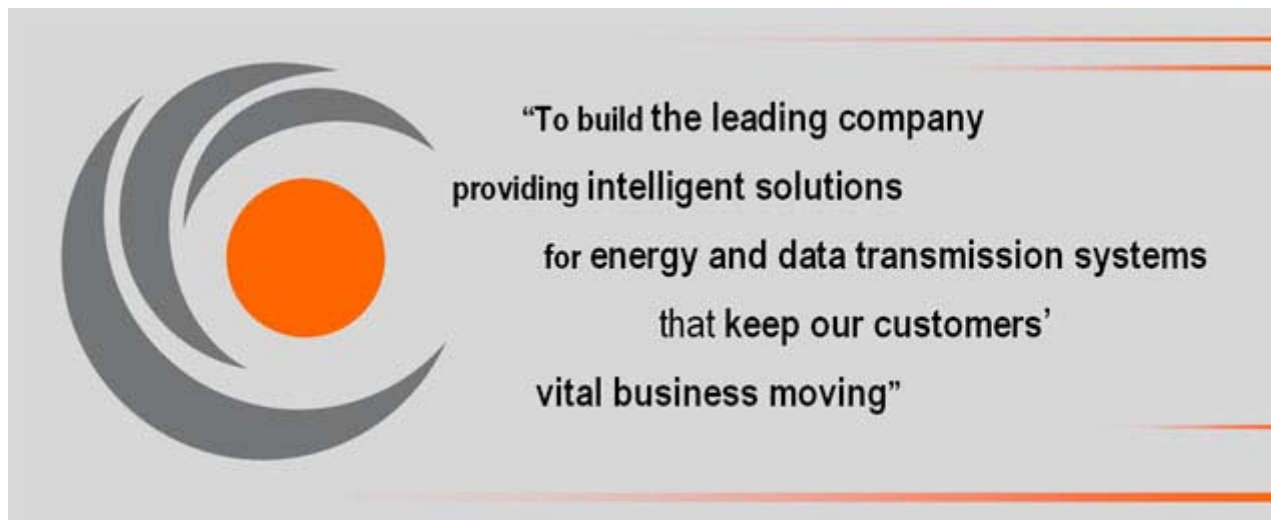 “To build the leading company
providing intelligent solutions
for energy and data transmission systems
that keep our customers’
vital business moving”